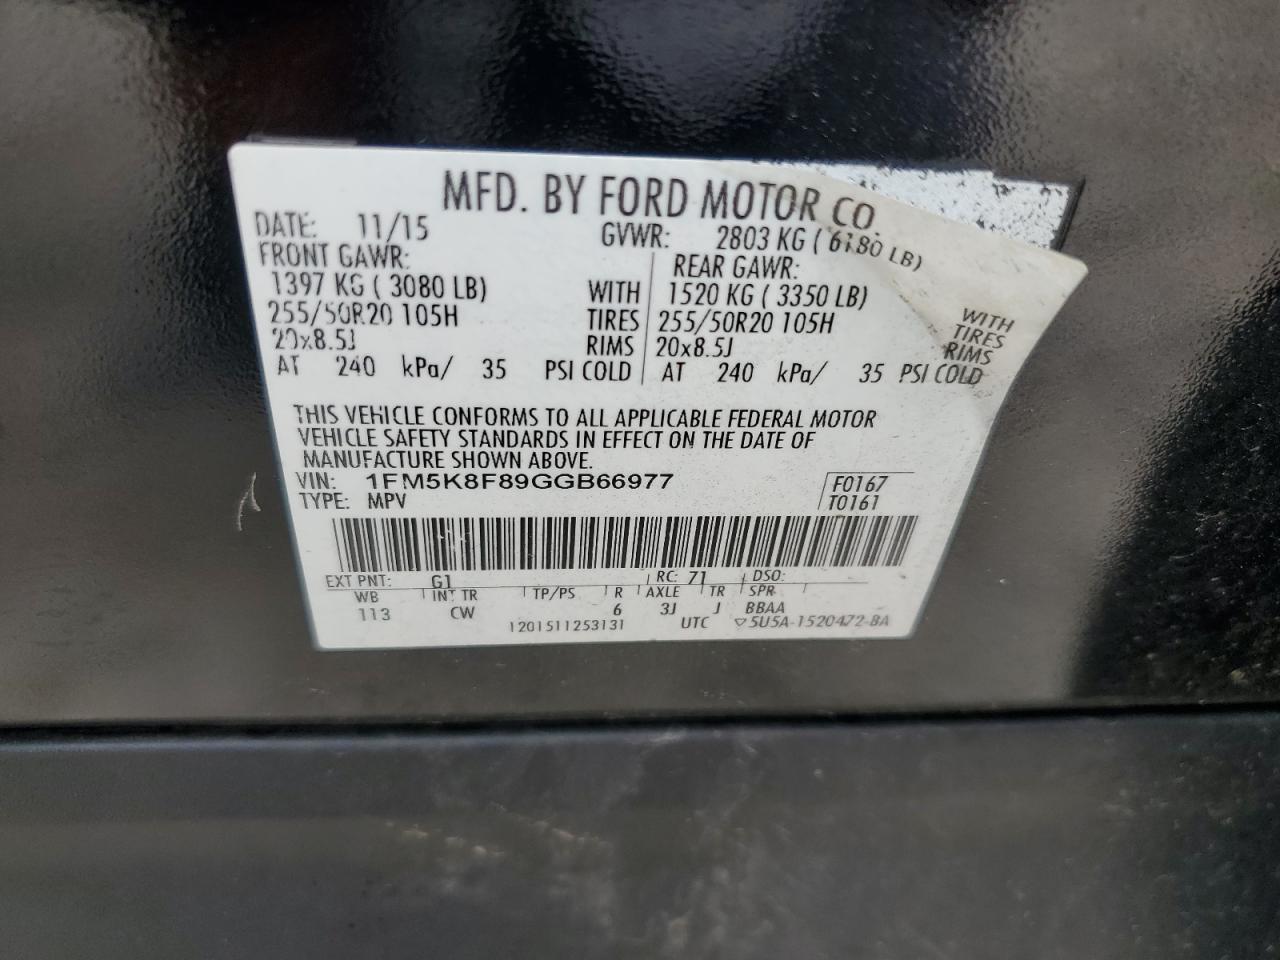 MFD. BY FORD MOTOR CO.
DATE: 11/15 GVWR: 2803 KG ( 6180 LB)
FRONT GAWR: REAR GAWR:
1397 KG ( 3080 LB) WITH 1520 KG ( 3350 LB) WITH
255/50R20 105H TIRES 255/50R20 105H TIRES
20x8.5J RIMS 20x8.5J RIMS
AT 240 kPa/ 35 PSI COLD AT 240 kPa/ 35 PSI COLD
THIS VEHICLE CONFORMS TO ALL APPLICABLE FEDERAL MOTOR
VEHICLE SAFETY STANDARDS IN EFFECT ON THE DATE OF
MANUFACTURE SHOWN ABOVE.
VIN: 1FM5K8F89GGB66977 F0167
TYPE: MPV T0161
EXT PNT: G1 RC: 71 DSO:
WB INT TR TP/PS R AXLE TR SPR
113 CW 6 3J J BBAA
1201511253131 UTC ▽5U5A-1520472-BA